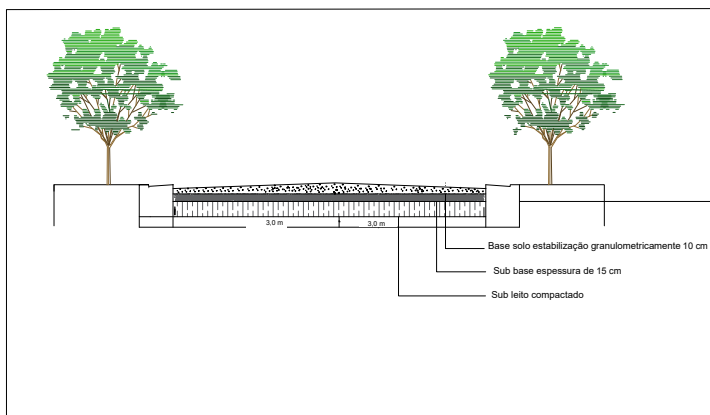 3,0 m
3,0 m
Base solo estabilização granulometricamente 10 cm
Sub base espessura de 15 cm
Sub leito compactado